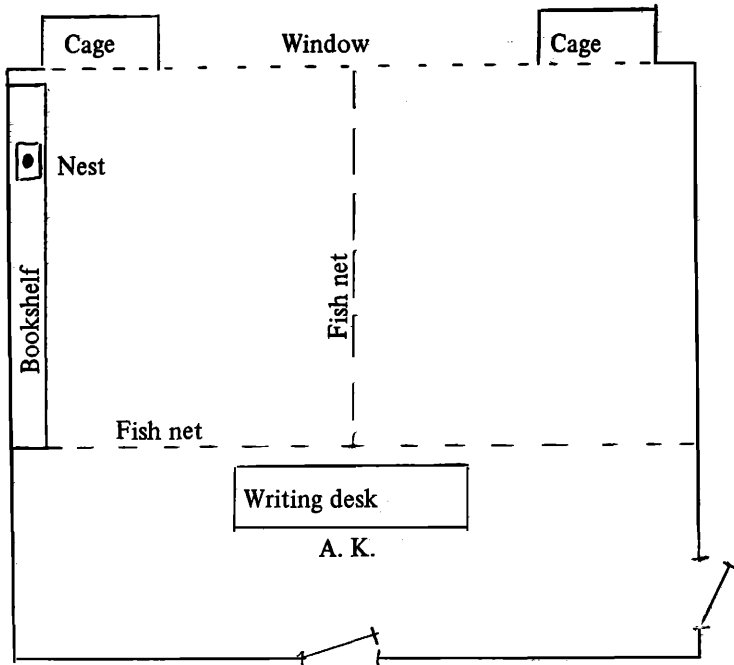 Cage
Window
Cage
Nest
Bookshelf
Fish net
Fish net
Writing desk
A. K.